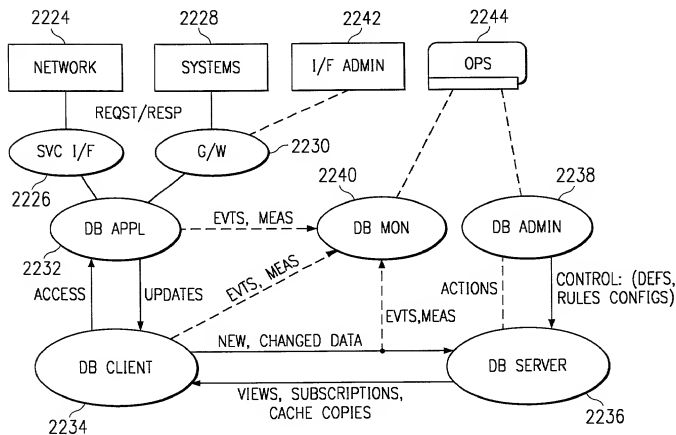 2224
2228
2242
2244
NETWORK
SYSTEMS
I/F ADMIN
OPS
REQST/RESP
SVC I/F
G/W
2230
2226
2240
2238
DB APPL
EVTS, MEAS
DB MON
DB ADMIN
2232
ACCESS
UPDATES
EVTS, MEAS
ACTIONS
CONTROL: (DEFS,
RULES CONFIGS)
EVTS,MEAS
NEW, CHANGED DATA
DB CLIENT
DB SERVER
VIEWS, SUBSCRIPTIONS,
CACHE COPIES
2234
2236